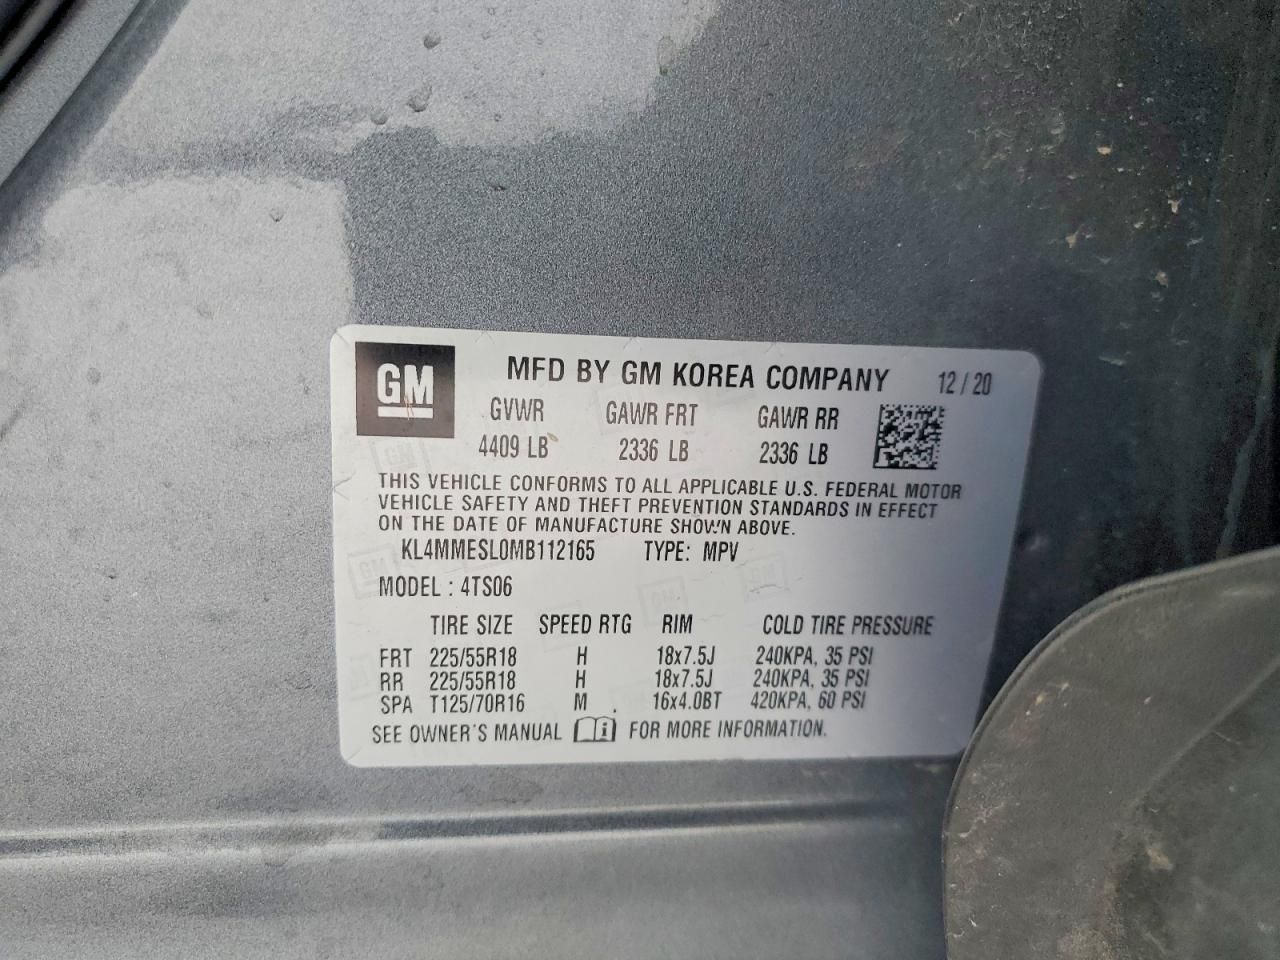 GM
MFD BY GM KOREA COMPANY 12/20
GVWR GAWR FRT GAWR RR
4409 LB 2336 LB 2336 LB
THIS VEHICLE CONFORMS TO ALL APPLICABLE U.S. FEDERAL MOTOR
VEHICLE SAFETY AND THEFT PREVENTION STANDARDS IN EFFECT
ON THE DATE OF MANUFACTURE SHOWN ABOVE.
KL4MMESL0MB112165 TYPE: MPV
MODEL : 4TS06
TIRE SIZE SPEED RTG RIM COLD TIRE PRESSURE
FRT 225/55R18 H 18x7.5J 240KPA, 35 PSI
RR 225/55R18 H 18x7.5J 240KPA, 35 PSI
SPA T125/70R16 M 16x4.0BT 420KPA, 60 PSI
SEE OWNER'S MANUAL i FOR MORE INFORMATION.